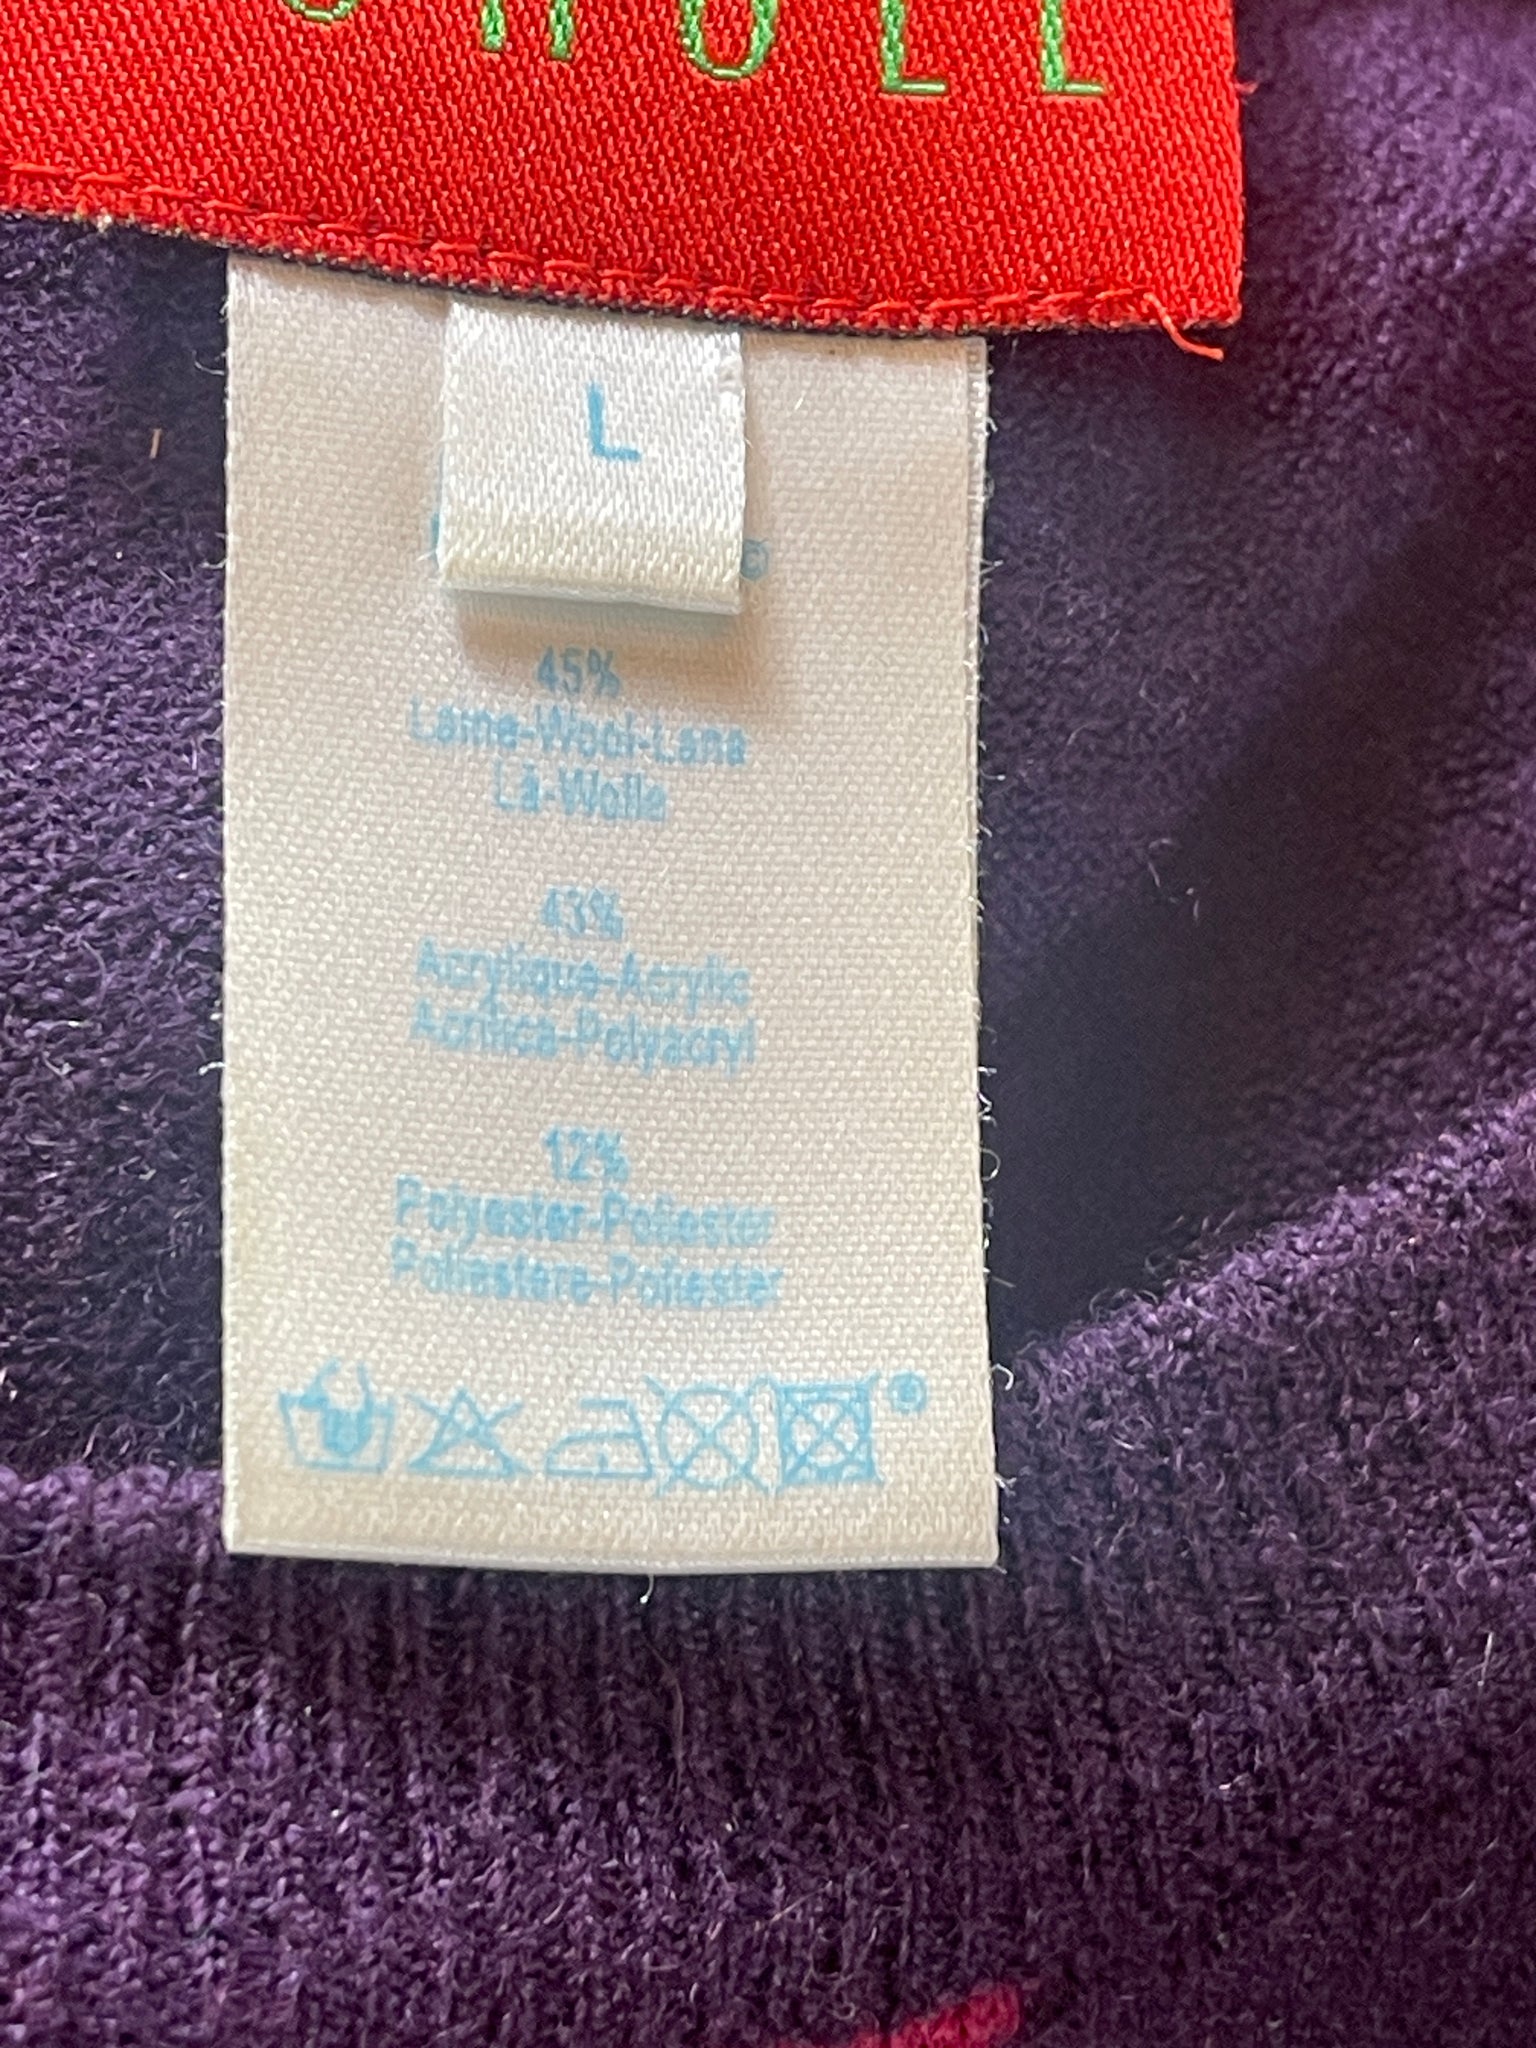 L
©
45%
Laine-Wool-Lana
Lã-Wolle
43%
Acrylique-Acrylic
Acrilica-Polyacryl
12%
Polyester-Poliester
Poliestere-Poliester
®